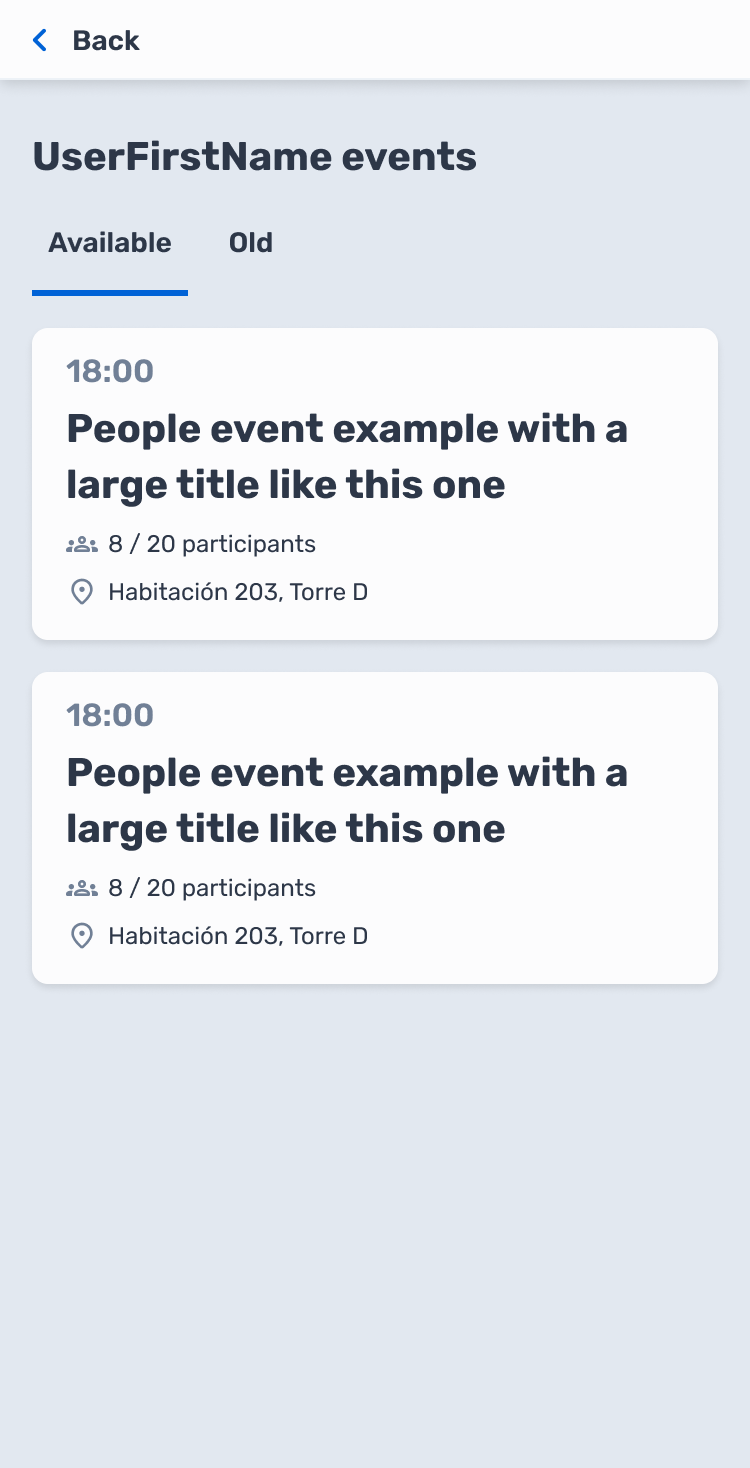 Back
UserFirstName events
Available Old
18:00
People event example with a
large title like this one
8 / 20 participants
Habitación 203, Torre D
18:00
People event example with a
large title like this one
8 / 20 participants
Habitación 203, Torre D